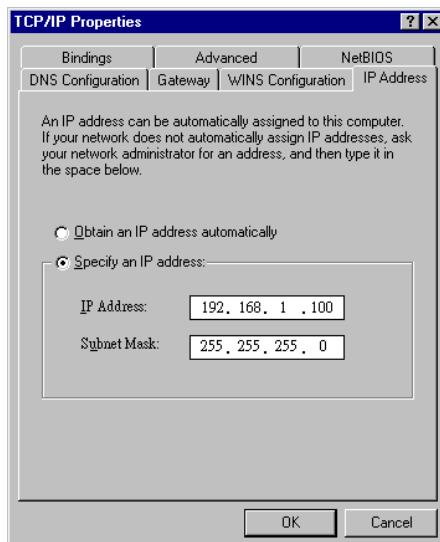 TCP/IP Properties
Bindings Advanced NetBIOS
DNS Configuration Gateway WINS Configuration IP Address
An IP address can be automatically assigned to this computer.
If your network does not automatically assign IP addresses, ask
your network administrator for an address, and then type it in
the space below.
Obtain an IP address automatically
Specify an IP address:
IP Address: 192. 168. 1 .100
Subnet Mask: 255. 255. 255. 0
OK Cancel